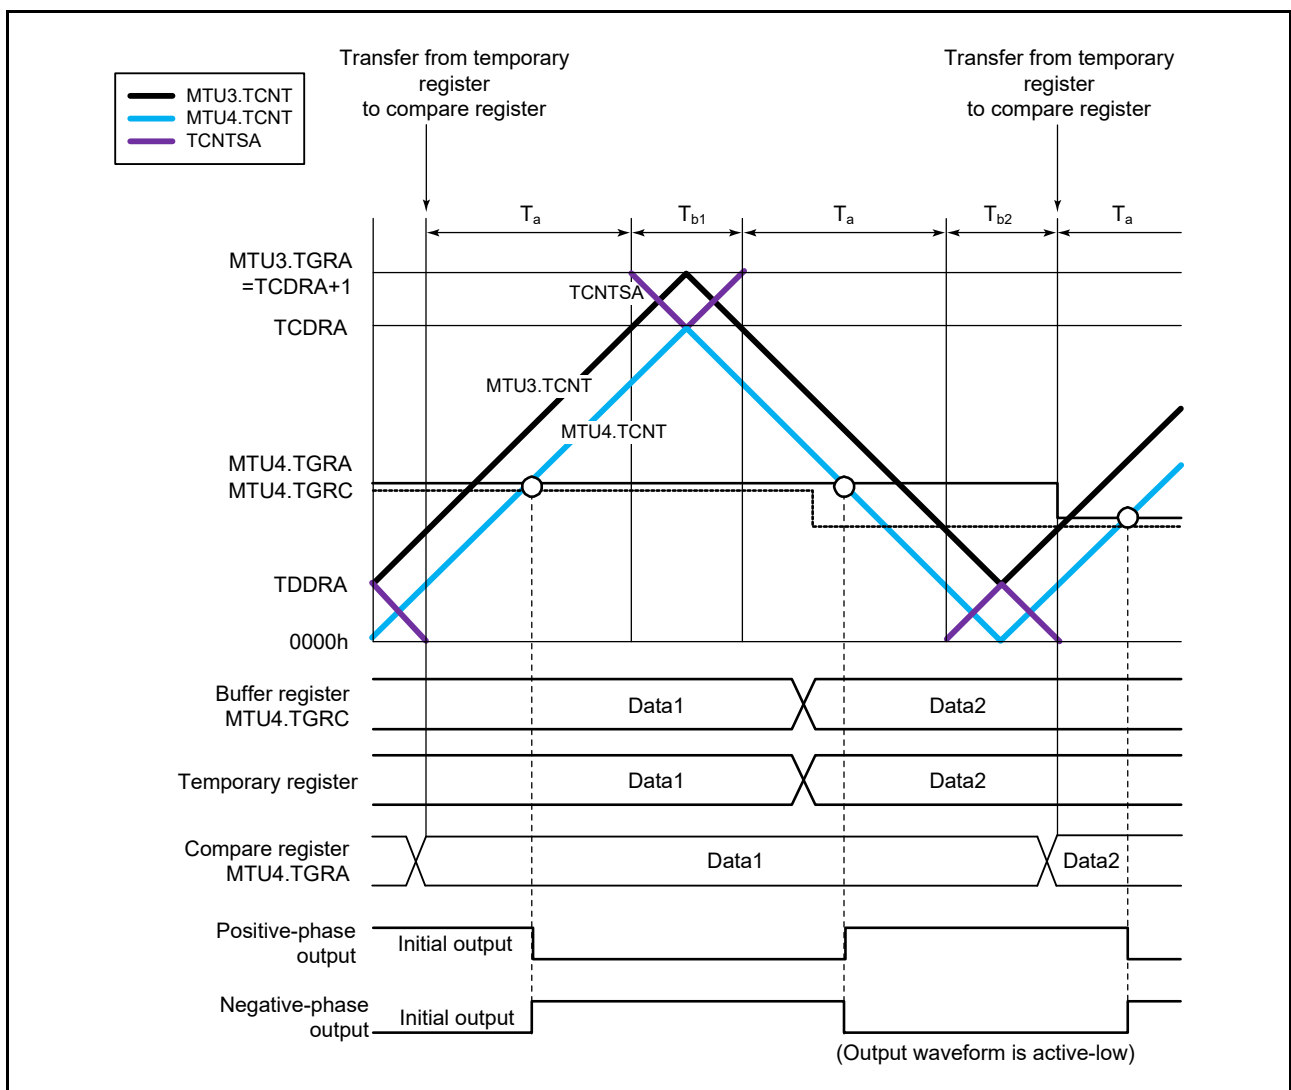 Transfer from temporary
register
to compare register
Transfer from temporary
register
to compare register
MTU3.TCNT
MTU4.TCNT
TCNTSA
Ta
Tb1
Ta
Tb2
Ta
MTU3.TGRA
=TCDRA+1
TCNTSA
TCDRA
MTU3.TCNT
MTU4.TCNT
MTU4.TGRA
MTU4.TGRC
TDDRA
0000h
Buffer register
MTU4.TGRC
Data1
Data2
Temporary register
Data1
Data2
Compare register
MTU4.TGRA
Data1
Data2
Positive-phase
output
Initial output
Negative-phase
output
Initial output
(Output waveform is active-low)